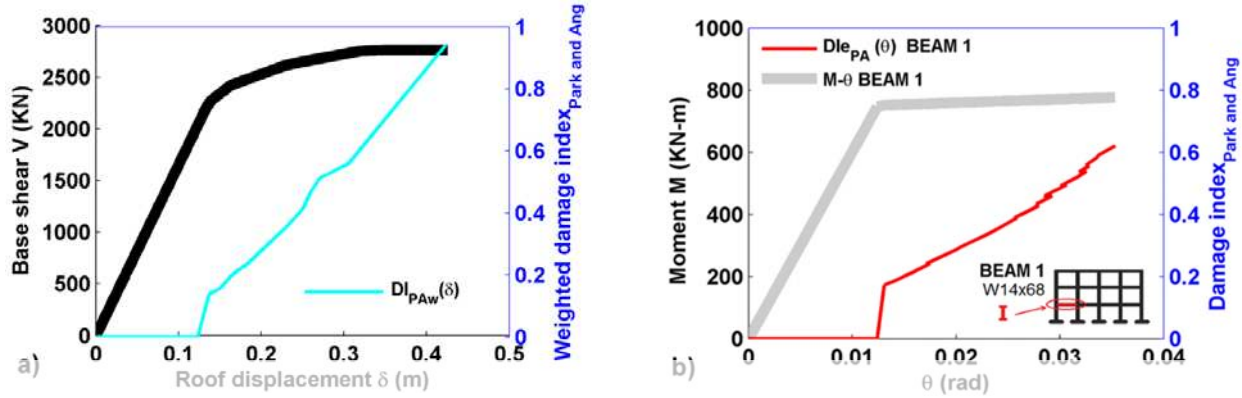 3000
2500
2000
1500
1000
500
0
Base shear V (KN)
0 0.1 0.2 0.3 0.4 0.5
Roof displacement δ (m)
1
0.8
0.6
0.4
0.2
0
Weighted damage index Park and Ang
DI PAw (δ)
a)
1000
800
600
400
200
0
Moment M (KN-m)
0 0.01 0.02 0.03 0.04
θ (rad)
1
0.8
0.6
0.4
0.2
0
Damage index Park and Ang
DIe PA (θ) BEAM 1
M-θ BEAM 1
BEAM 1
W14x68
I
b)